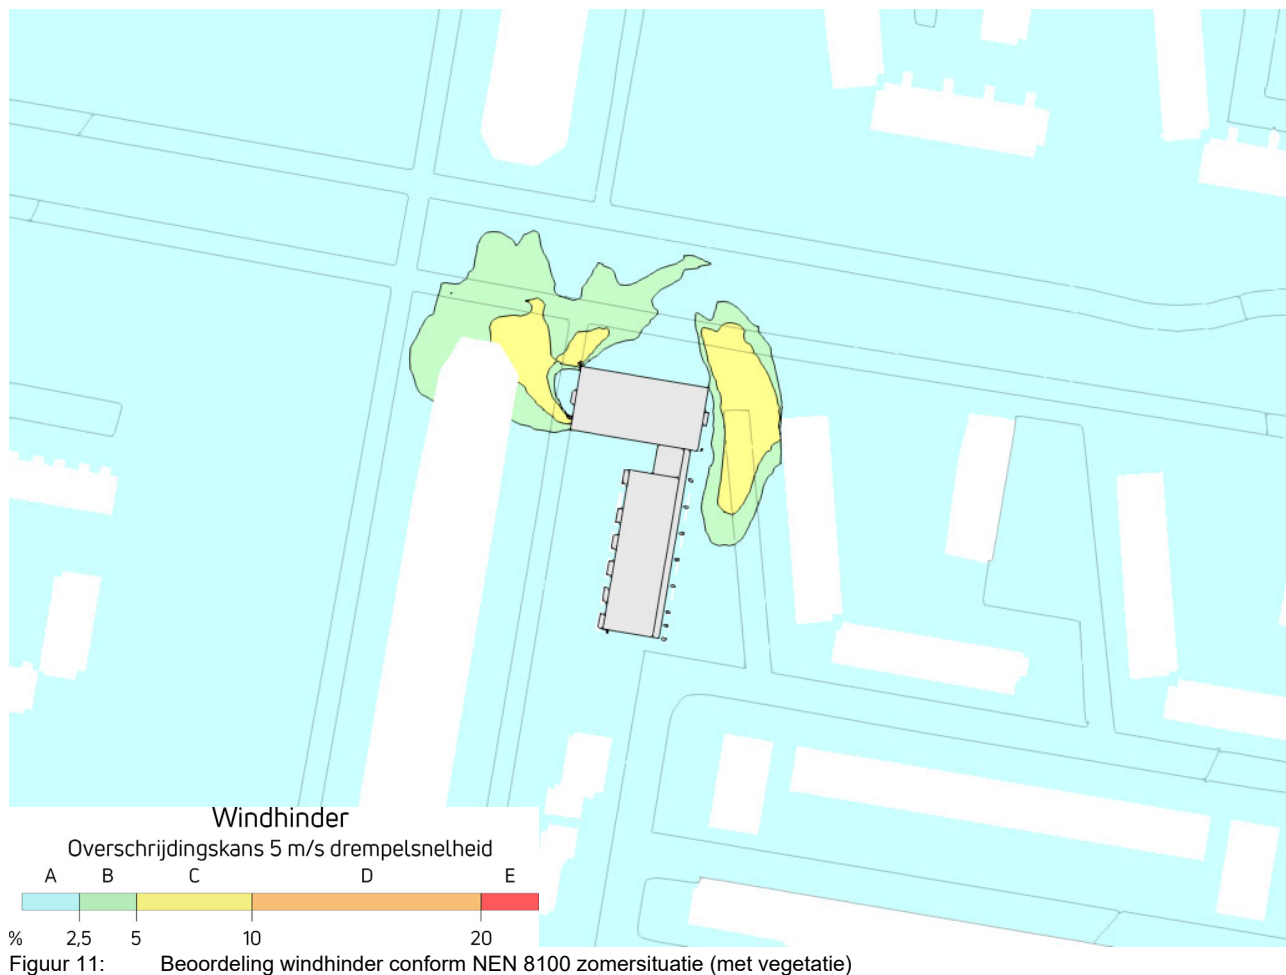 Windhinder
Overschrijdingskans 5 m/s drempelsnelheid
A B C D E
% 2,5 5 10 20
Figuur 11: Beoordeling windhinder conform NEN 8100 zomersituatie (met vegetatie)